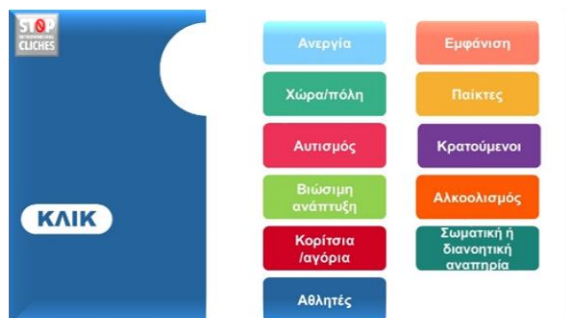 STOP
CLICHES
ΚΛΙΚ
Ανεργία
Εμφάνιση
Χώρα/πόλη
Παίκτες
Αυτισμός
Κρατούμενοι
Βιώσιμη
ανάπτυξη
Αλκοολισμός
Κορίτσια
/αγόρια
Σωματική ή
διανοητική
αναπηρία
Αθλητές